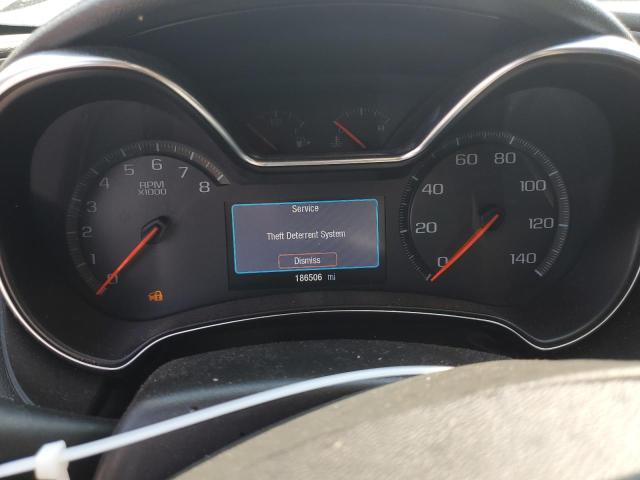 0 1 2 3 4 5 6 7 8
RPM
X1000
Service
Theft Deterrent System
Dismiss
186506 mi
0 20 40 60 80 100 120 140
H